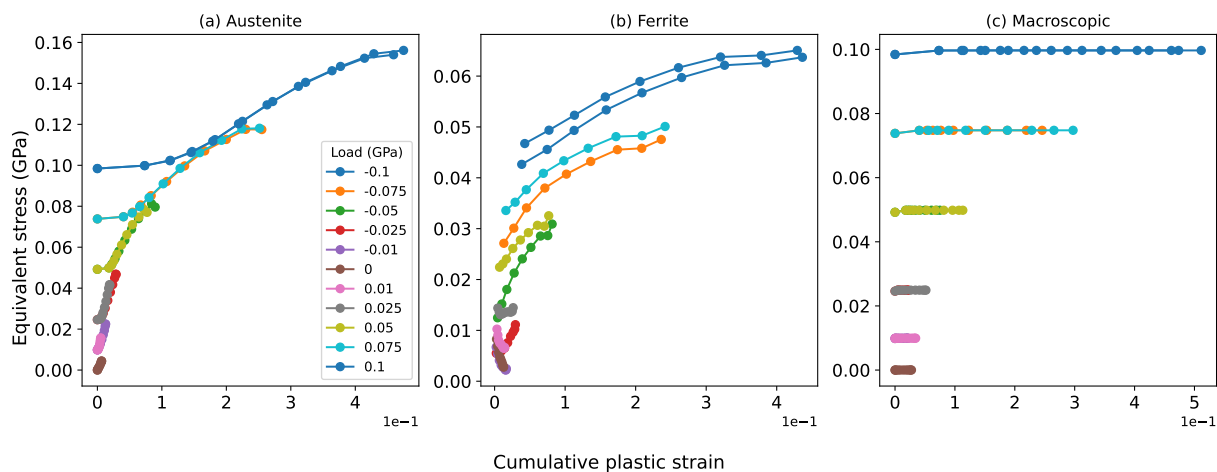 (a) Austenite
(b) Ferrite
(c) Macroscopic
Equivalent stress (GPa)
0.16
0.14
0.12
0.10
0.08
0.06
0.04
0.02
0.00
0 1 2 3 4
1e−1
Load (GPa)
-0.1
-0.075
-0.05
-0.025
-0.01
0
0.01
0.025
0.05
0.075
0.1
0.06
0.05
0.04
0.03
0.02
0.01
0.00
0 1 2 3 4
1e−1
0.10
0.08
0.06
0.04
0.02
0.00
0 1 2 3 4 5
1e−1
Cumulative plastic strain